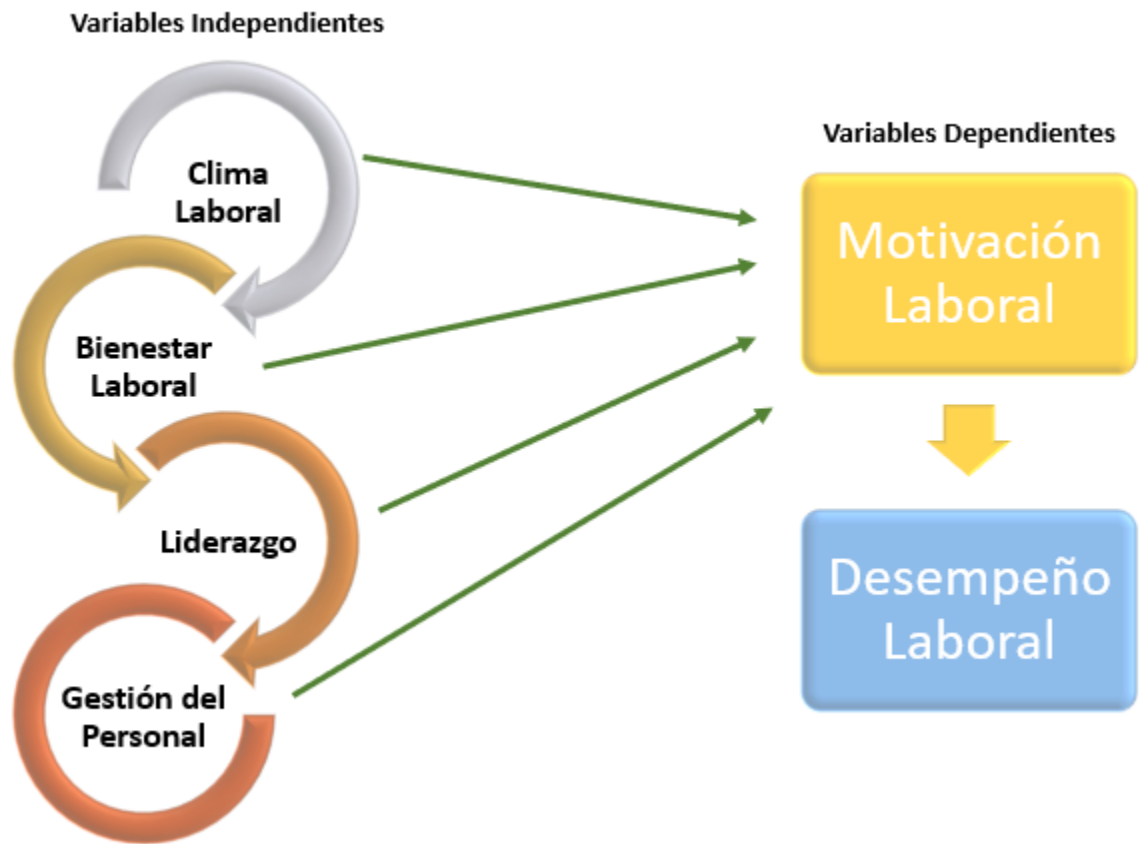 Variables Independientes
Clima
Laboral
Bienestar
Laboral
Liderazgo
Gestión del
Personal
Variables Dependientes
Motivación
Laboral
Desempeño
Laboral